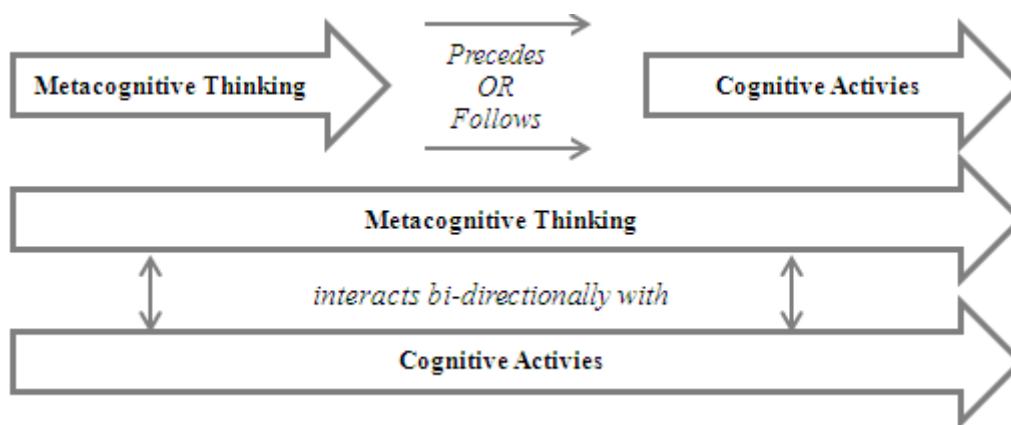 Metacognitive Thinking
Precedes
OR
Follows
Cognitive Activies
Metacognitive Thinking
interacts bi-directionally with
Cognitive Activies